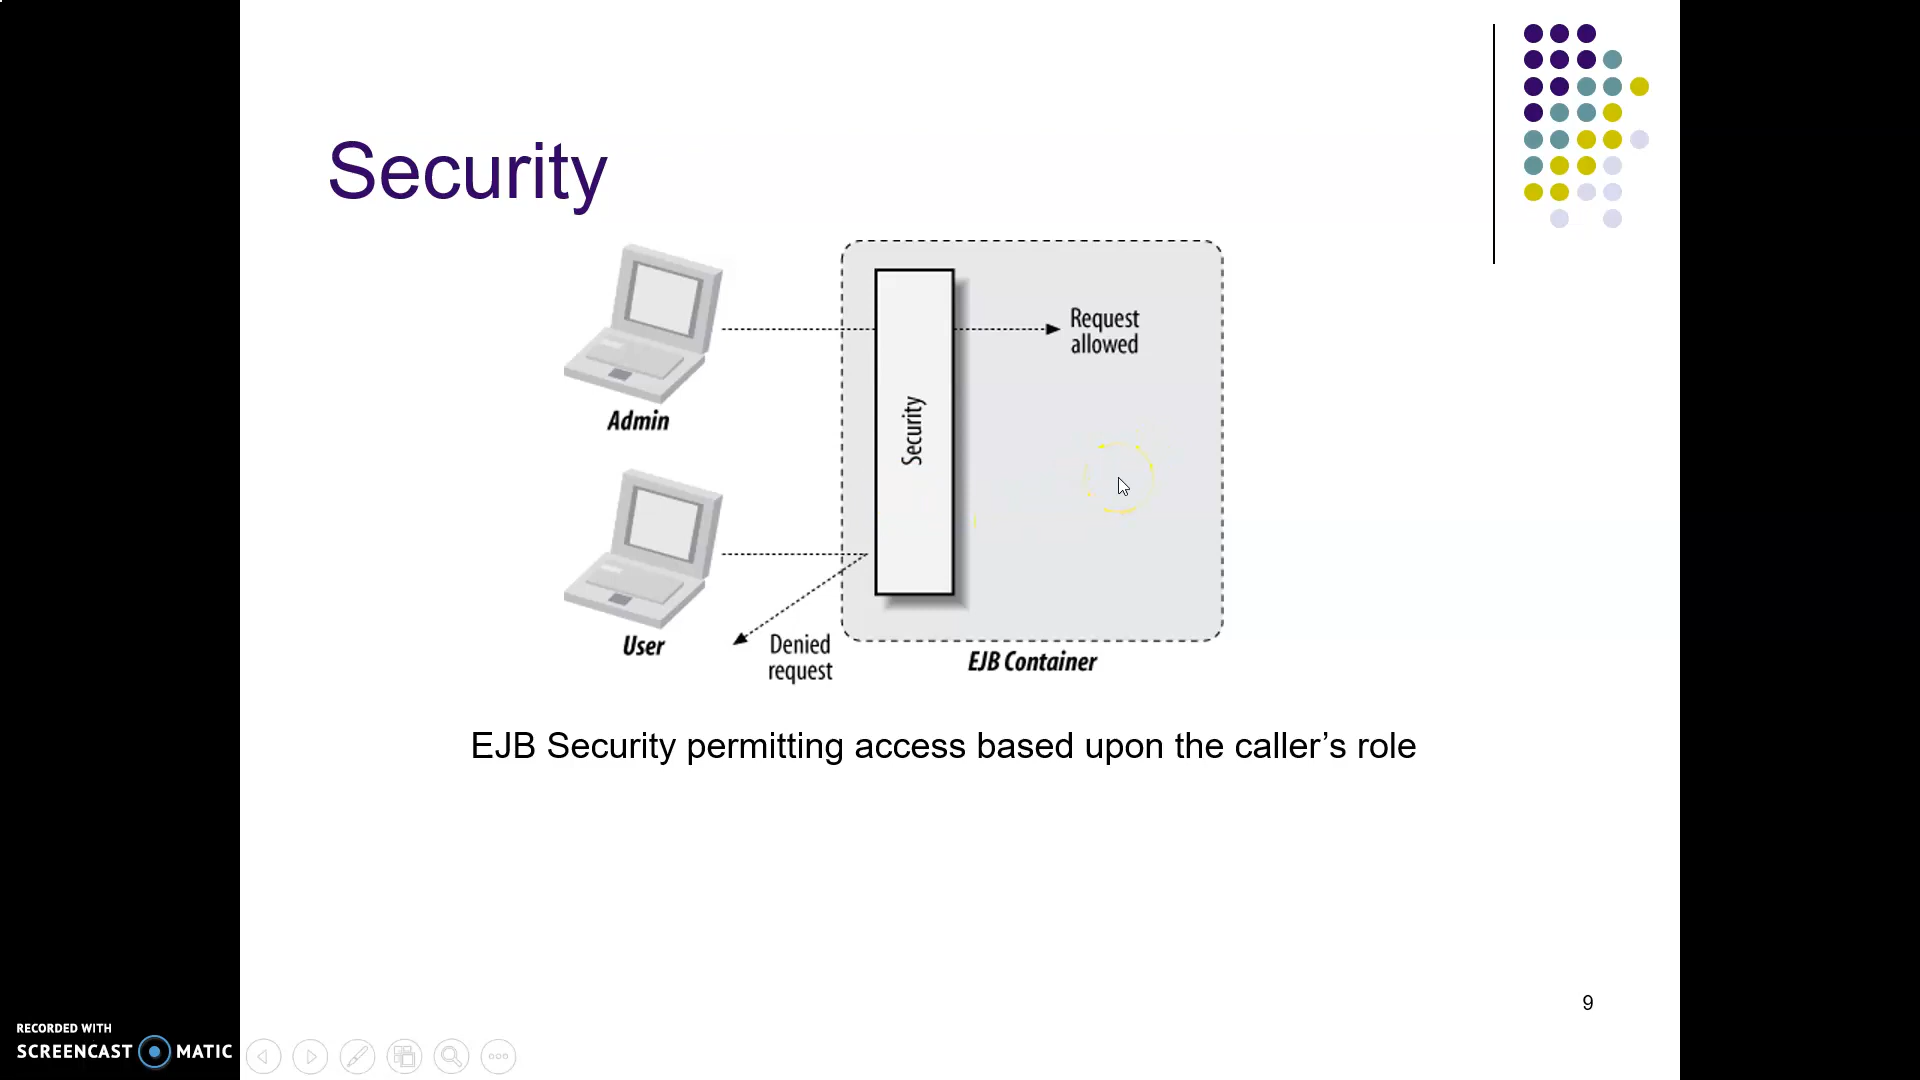 Security
Request
allowed
Security
Admin
User
Denied
request
EJB Container
EJB Security permitting access based upon the caller’s role
9
RECORDED WITH
SCREENCAST MATIC